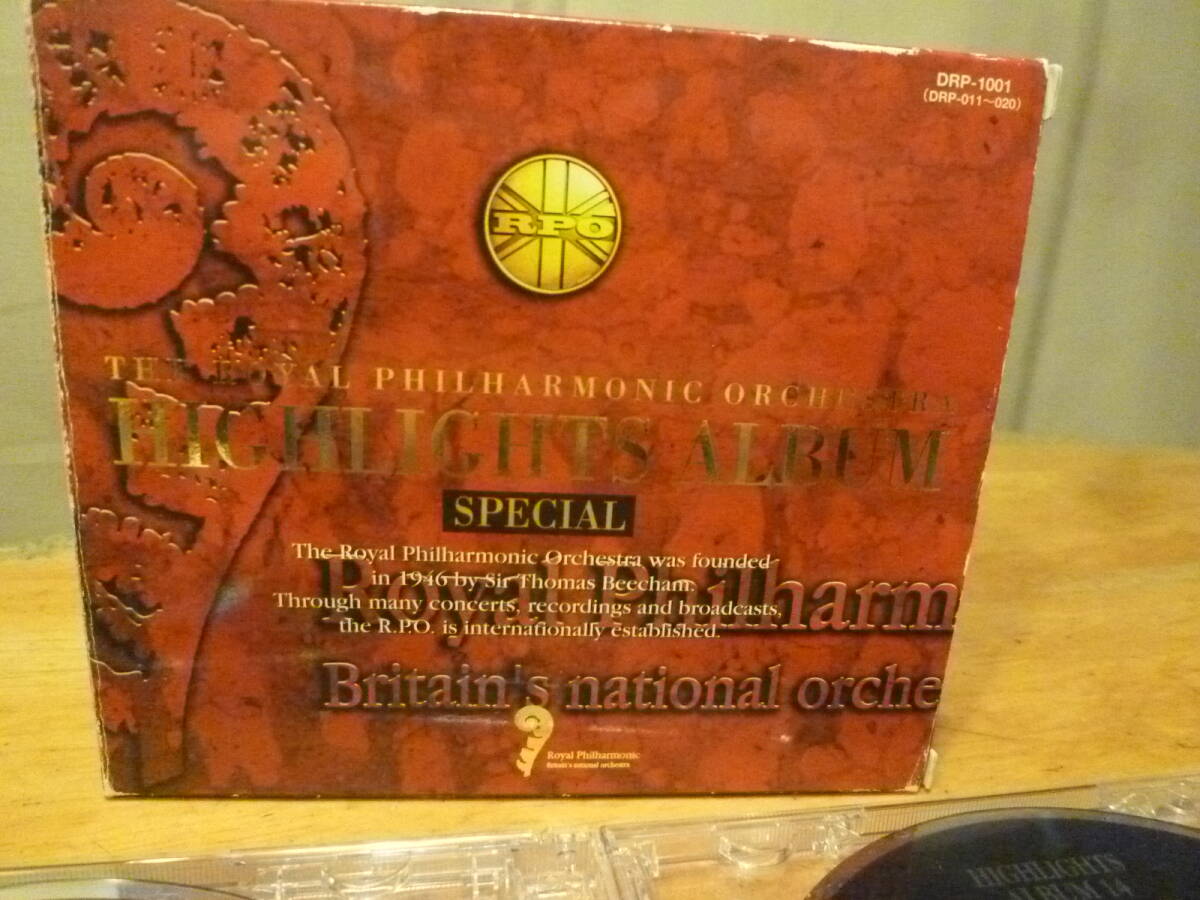 DRP-1001
(DRP-011~020)
RPO
THE ROYAL PHILHARMONIC ORCHESTRA
HIGHLIGHTS ALBUM
SPECIAL
The Royal Philharmonic Orchestra was founded
in 1946 by Sir Thomas Beecham.
Through many concerts, recordings and broadcasts,
the R.P.O. is internationally established.
Royal Philharm
Britain's national orche
Royal Philharmonic
Britain's national orchestra
HIGHLIGHTS
ALBUM 14